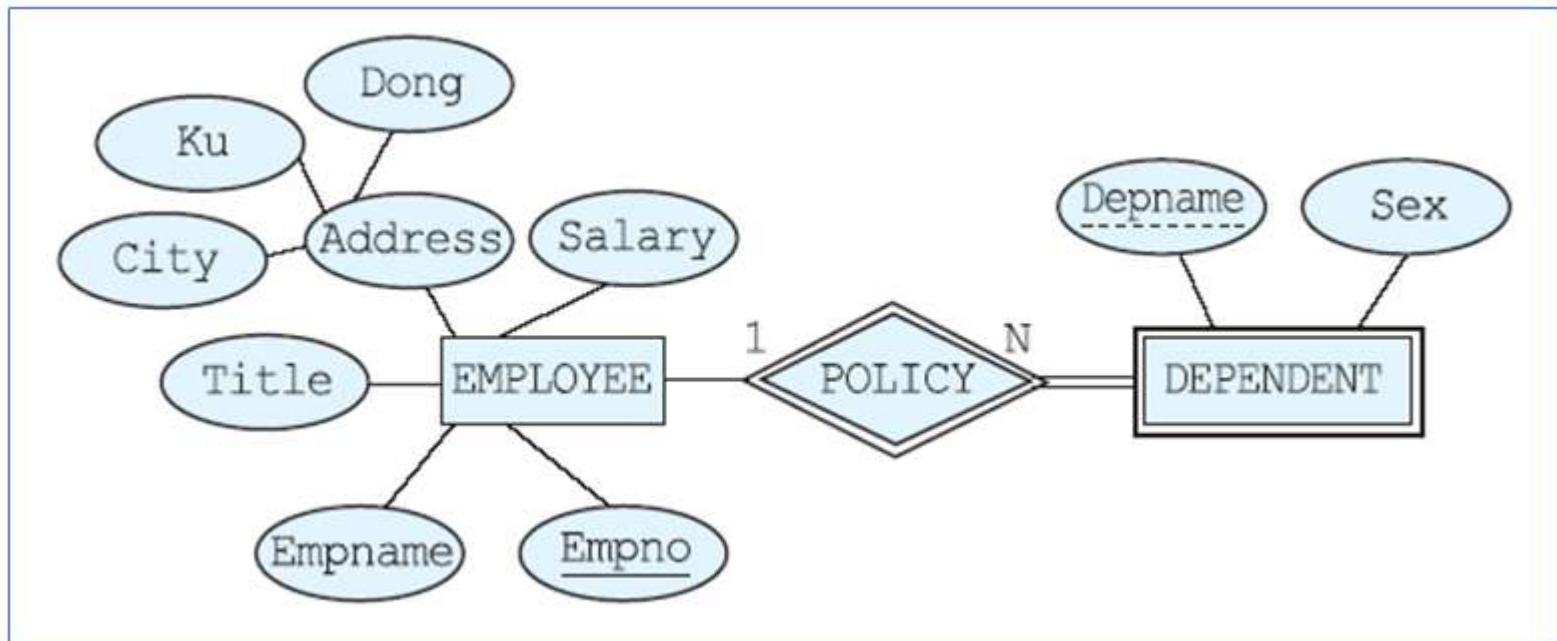 Dong
Ku
Depname
Sex
Address
Salary
City
1
N
Title
EMPLOYEE
POLICY
DEPENDENT
Empname
Empno